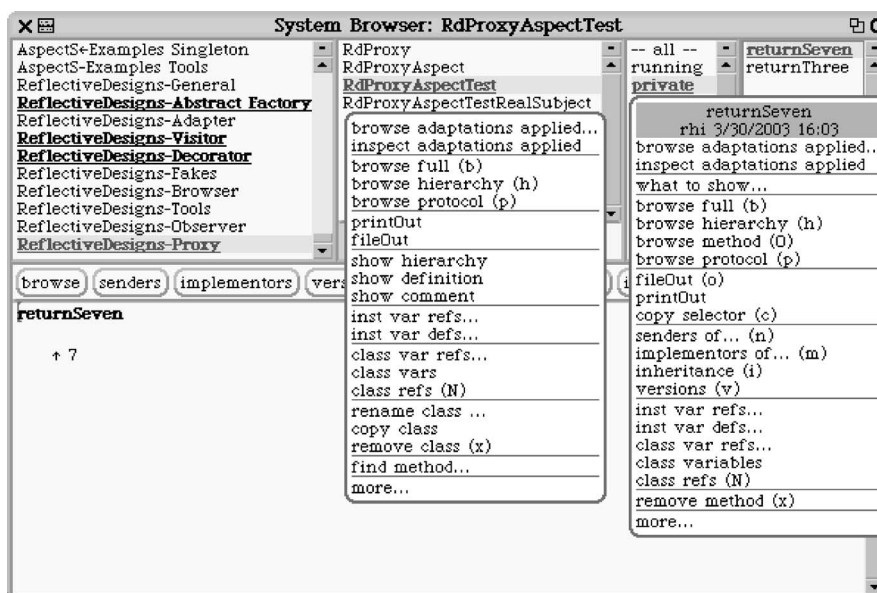 System Browser: RdProxyAspectTest
AspectS←Examples Singleton
AspectS-Examples Tools
ReflectiveDesigns-General
ReflectiveDesigns-Abstract Factory
ReflectiveDesigns-Adapter
ReflectiveDesigns-Visitor
ReflectiveDesigns-Decorator
ReflectiveDesigns-Fakes
ReflectiveDesigns-Browser
ReflectiveDesigns-Tools
ReflectiveDesigns-Observer
ReflectiveDesigns-Proxy
RdProxy
RdProxyAspect
RdProxyAspectTest
RdProxyAspectTestRealSubject
-- all --
running
private
returnSeven
returnThree
browse adaptations applied...
inspect adaptations applied
browse full (b)
browse hierarchy (h)
browse protocol (p)
printOut
fileOut
show hierarchy
show definition
show comment
inst var refs...
inst var defs...
class var refs...
class vars
class refs (N)
rename class ...
copy class
remove class (x)
find method...
more...
returnSeven
rhi 3/30/2003 16:03
browse adaptations applied...
inspect adaptations applied
what to show...
browse full (b)
browse hierarchy (h)
browse method (O)
browse protocol (p)
fileOut (o)
printOut
copy selector (c)
senders of... (n)
implementors of... (m)
inheritance (i)
versions (v)
inst var refs...
inst var defs...
class var refs...
class variables
class refs (N)
remove method (x)
more...
browse senders implementors
returnSeven
↑ 7